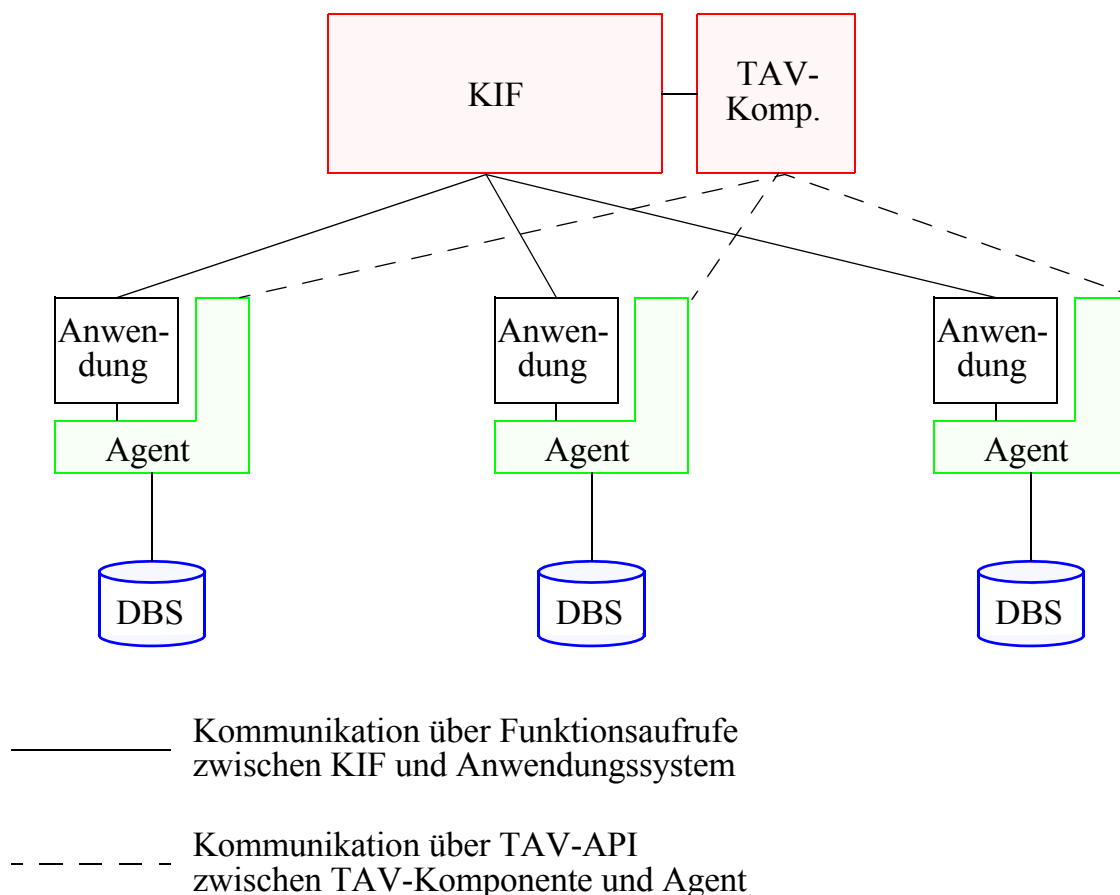 KIF
TAV-
Komp.
Anwen-
dung
Anwen-
dung
Anwen-
dung
Agent
Agent
Agent
DBS
DBS
DBS
Kommunikation über Funktionsaufrufe
zwischen KIF und Anwendungssystem
Kommunikation über TAV-API
zwischen TAV-Komponente und Agent